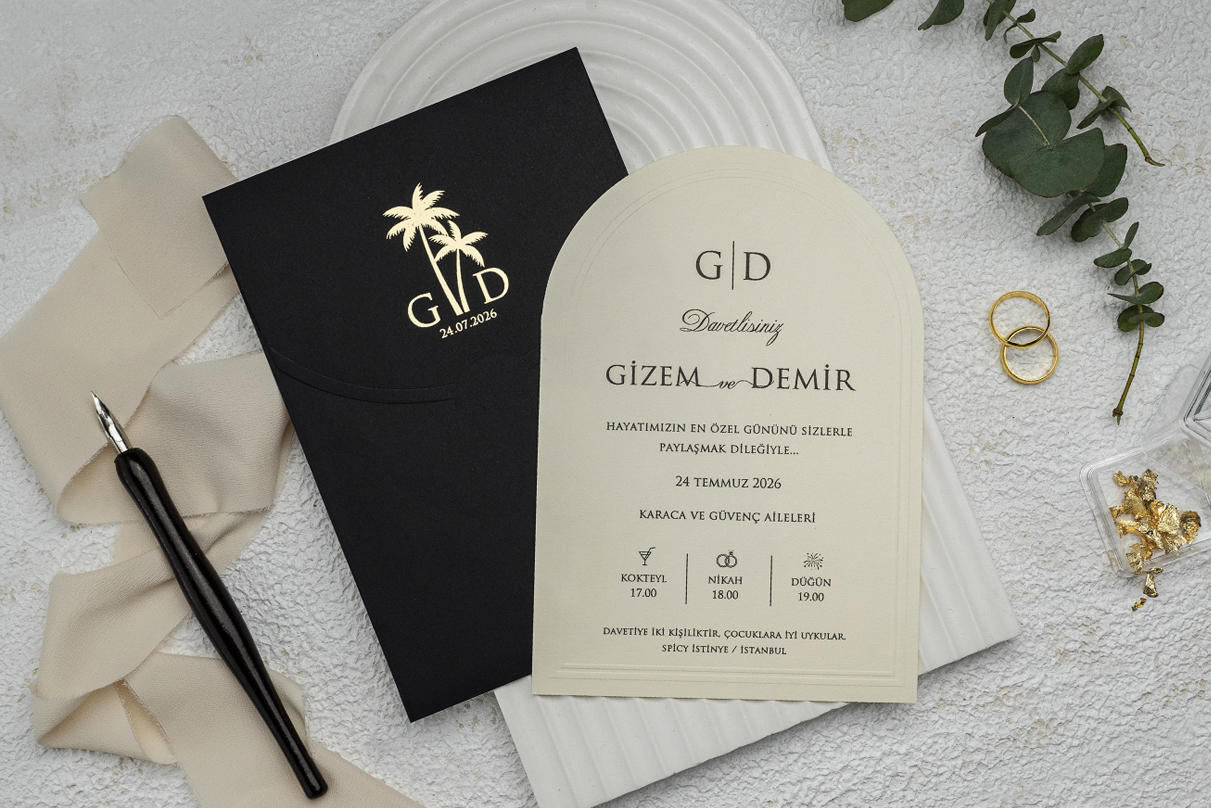 G D
24.07.2026
G|D
Davetlisiniz
GİZEM ve DEMİR
HAYATIMIZIN EN ÖZEL GÜNÜNÜ SİZLERLE
PAYLAŞMAK DİLEĞİYLE...
24 TEMMUZ 2026
KARACA VE GÜVENÇ AİLELERİ
KOKTEYL
17.00
NİKAH
18.00
DÜĞÜN
19.00
DAVETİYE İKİ KİŞİLİKTİR, ÇOCUKLARA İYİ UYKULAR.
SPİCY İSTİNYE / İSTANBUL